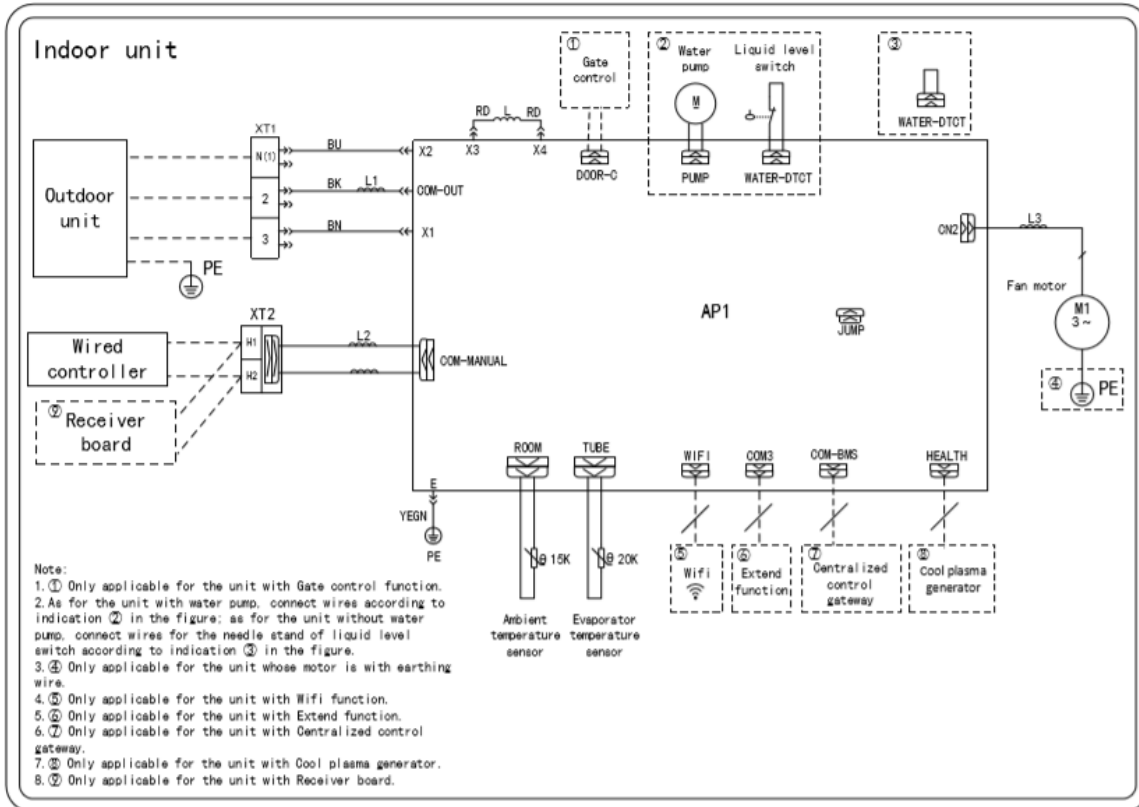 Indoor unit
① Gate control
② Water pump
M
Liquid level switch
③
WATER-DTCT
RD L RD
X3 X4
DOOR-C
PUMP
WATER-DTCT
XT1
N(1)
2
3
BU
X2
BK L1
COM-OUT
BN
X1
Outdoor unit
PE
CN2
L3
Fan motor
M1
3~
④ PE
AP1
JUMP
XT2
H1
H2
L2
COM-MANUAL
Wired controller
⑨ Receiver board
ROOM
TUBE
WIFI
COM3
COM-BMS
HEALTH
E
YEGN
PE
θ 15K
θ 20K
Ambient temperature sensor
Evaporator temperature sensor
⑤ Wifi
⑥ Extend function
⑦ Centralized control gateway
⑧ Cool plasma generator
Note:
1. ① Only applicable for the unit with Gate control function.
2. As for the unit with water pump, connect wires according to
indication ② in the figure; as for the unit without water
pump, connect wires for the needle stand of liquid level
switch according to indication ③ in the figure.
3. ④ Only applicable for the unit whose motor is with earthing
wire.
4. ⑤ Only applicable for the unit with Wifi function.
5. ⑥ Only applicable for the unit with Extend function.
6. ⑦ Only applicable for the unit with Centralized control
gateway.
7. ⑧ Only applicable for the unit with Cool plasma generator.
8. ⑨ Only applicable for the unit with Receiver board.